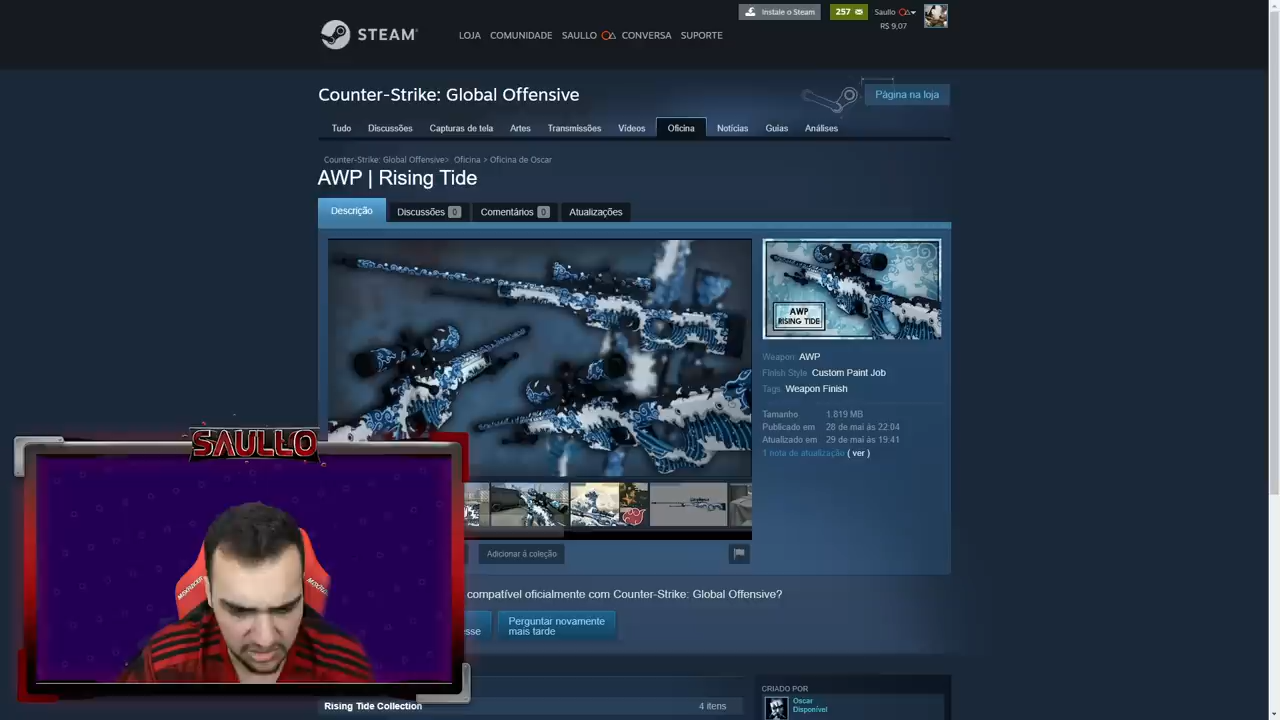 Instale o Steam
257
Saullo
R$ 9,07
STEAM
LOJA COMUNIDADE SAULLO CONVERSA SUPORTE
Counter-Strike: Global Offensive
Página na loja
Tudo Discussões Capturas de tela Artes Transmissões Vídeos Oficina Notícias Guias Análises
Counter-Strike: Global Offensive> Oficina > Oficina de Oscar
AWP | Rising Tide
Descrição Discussões 0 Comentários 0 Atualizações
AWP
RISING TIDE
Weapon: AWP
Finish Style: Custom Paint Job
Tags: Weapon Finish
Tamanho 1.819 MB
Publicado em 28 de mai às 22:04
Atualizado em 29 de mai às 19:41
1 nota de atualização ( ver )
SAULLO
Adicionar à coleção
compatível oficialmente com Counter-Strike: Global Offensive?
esse
Perguntar novamente
mais tarde
Rising Tide Collection 4 itens
CRIADO POR
Oscar
Disponível